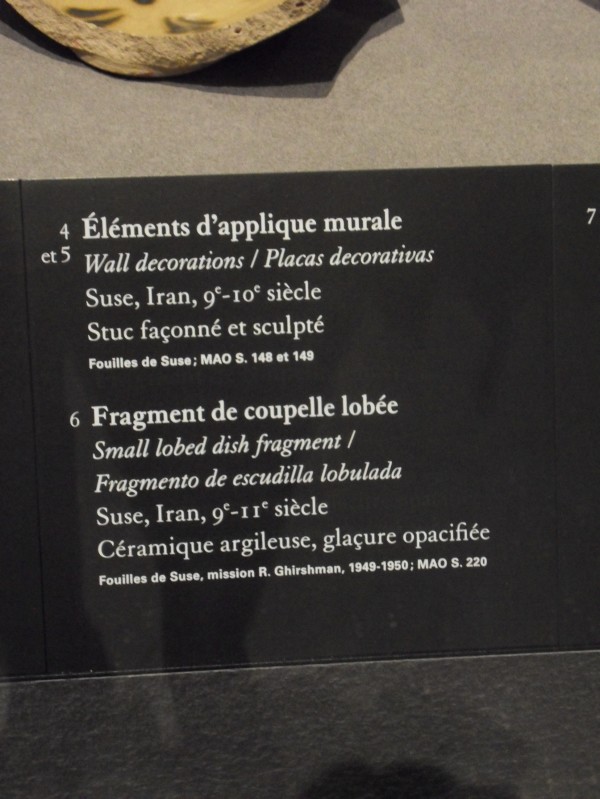 4 Éléments d'applique murale
et 5 Wall decorations / Placas decorativas
Suse, Iran, 9e-10e siècle
Stuc façonné et sculpté
Fouilles de Suse; MAO S. 148 et 149
6 Fragment de coupelle lobée
Small lobed dish fragment /
Fragmento de escudilla lobulada
Suse, Iran, 9e-11e siècle
Céramique argileuse, glaçure opacifiée
Fouilles de Suse, mission R. Ghirshman, 1949-1950; MAO S. 220
7